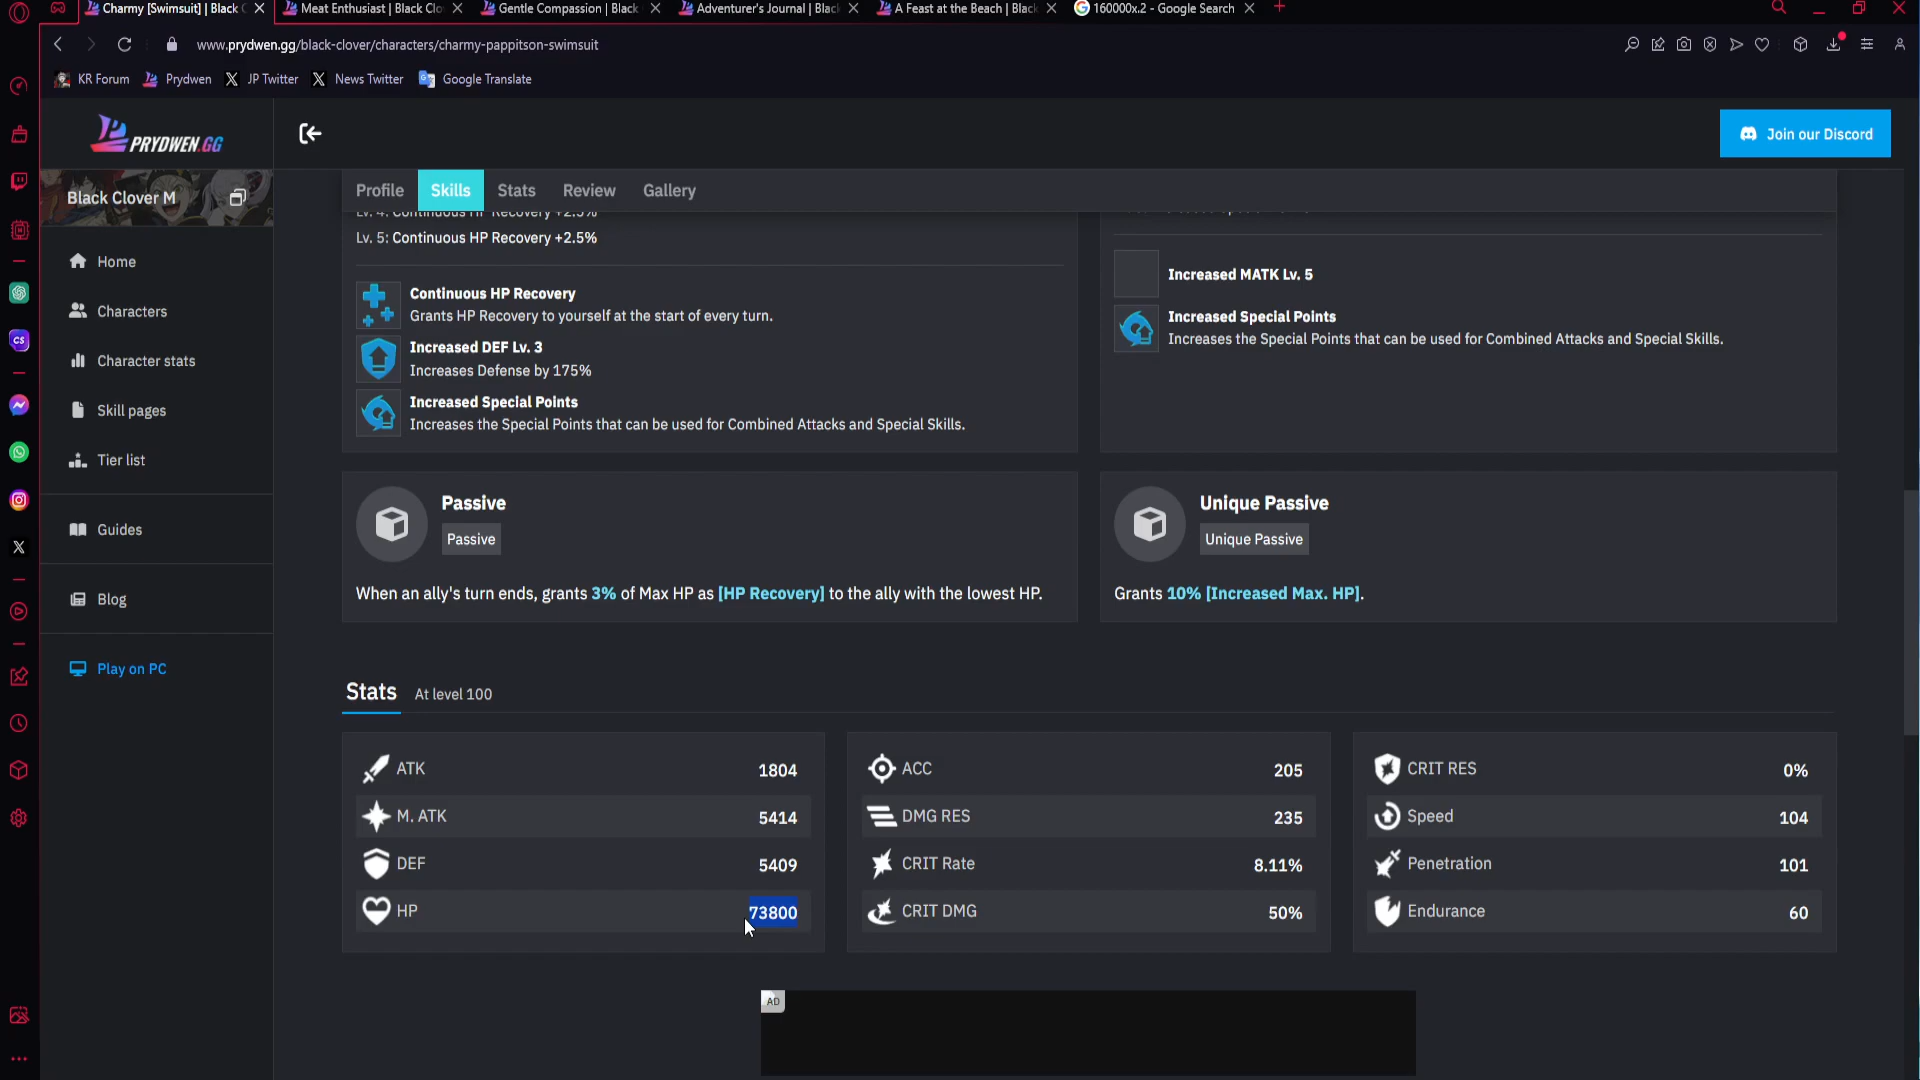 Charmy [Swimsuit] | Black C
Meat Enthusiast | Black Clo
Gentle Compassion | Black
Adventurer's Journal | Black
A Feast at the Beach | Black
160000x.2 - Google Search
www.prydwen.gg/black-clover/characters/charmy-pappitson-swimsuit
KR Forum
Prydwen
JP Twitter
News Twitter
Google Translate
PRYDWEN.GG
Join our Discord
Black Clover M
Profile
Skills
Stats
Review
Gallery
Lv. 4: Continuous HP Recovery +2.5%
Lv. 5: Continuous HP Recovery +2.5%
Home
Characters
Character stats
Skill pages
Tier list
Guides
Blog
Play on PC
CS
Continuous HP Recovery
Grants HP Recovery to yourself at the start of every turn.
Increased DEF Lv. 3
Increases Defense by 175%
Increased Special Points
Increases the Special Points that can be used for Combined Attacks and Special Skills.
Increased MATK Lv. 5
Increased Special Points
Increases the Special Points that can be used for Combined Attacks and Special Skills.
Passive
Passive
When an ally's turn ends, grants 3% of Max HP as [HP Recovery] to the ally with the lowest HP.
Unique Passive
Unique Passive
Grants 10% [Increased Max. HP].
Stats At level 100
ATK 1804
M. ATK 5414
DEF 5409
HP 73800
ACC 205
DMG RES 235
CRIT Rate 8.11%
CRIT DMG 50%
CRIT RES 0%
Speed 104
Penetration 101
Endurance 60
AD